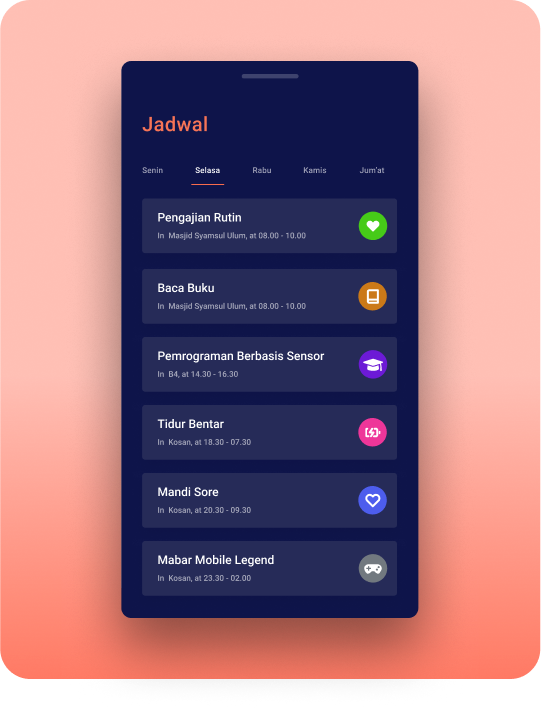 Jadwal
Senin Selasa Rabu Kamis Jum'at
Pengajian Rutin
In Masjid Syamsul Ulum, at 08.00 - 10.00
Baca Buku
In Masjid Syamsul Ulum, at 08.00 - 10.00
Pemrograman Berbasis Sensor
In B4, at 14.30 - 16.30
Tidur Bentar
In Kosan, at 18.30 - 07.30
Mandi Sore
In Kosan, at 20.30 - 09.30
Mabar Mobile Legend
In Kosan, at 23.30 - 02.00